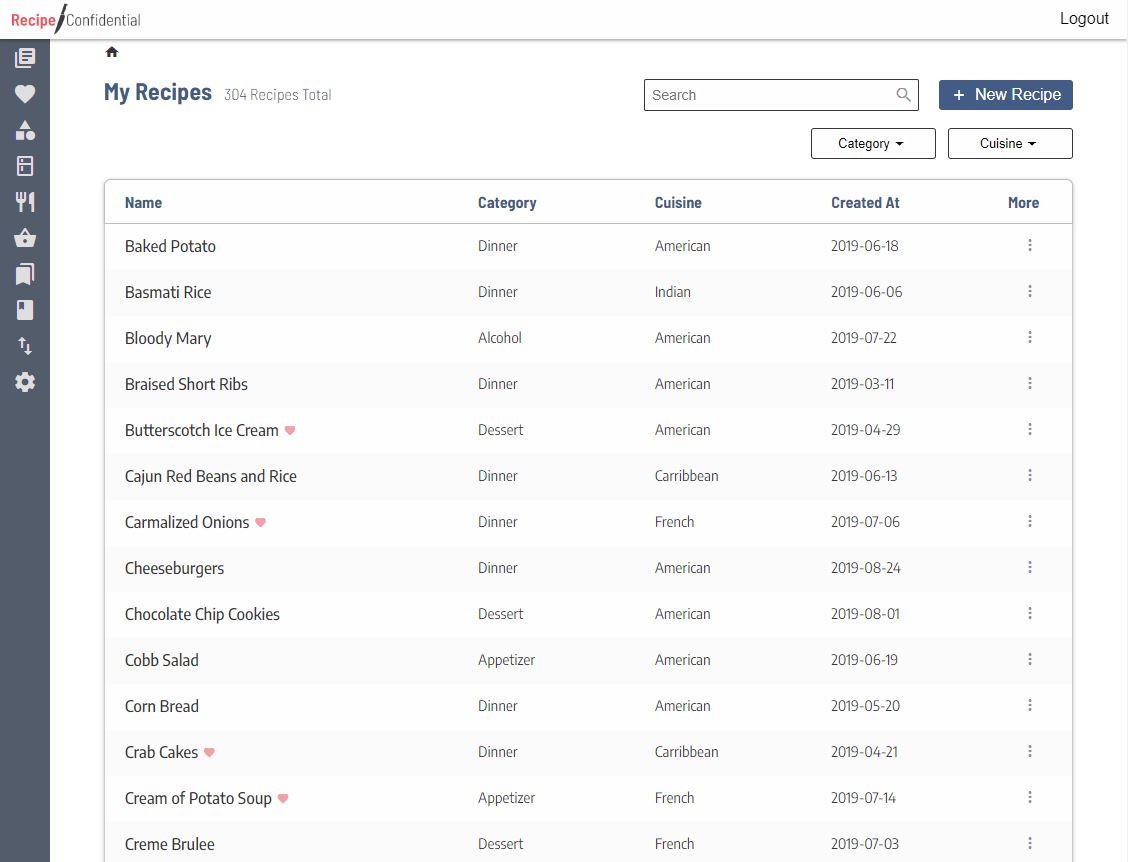 Recipe Confidential Logout
My Recipes 304 Recipes Total Search + New Recipe
Category Cuisine
Name Category Cuisine Created At More
Baked Potato Dinner American 2019-06-18
Basmati Rice Dinner Indian 2019-06-06
Bloody Mary Alcohol American 2019-07-22
Braised Short Ribs Dinner American 2019-03-11
Butterscotch Ice Cream Dessert American 2019-04-29
Cajun Red Beans and Rice Dinner Carribbean 2019-06-13
Carmalized Onions Dinner French 2019-07-06
Cheeseburgers Dinner American 2019-08-24
Chocolate Chip Cookies Dessert American 2019-08-01
Cobb Salad Appetizer American 2019-06-19
Corn Bread Dinner American 2019-05-20
Crab Cakes Dinner Carribbean 2019-04-21
Cream of Potato Soup Appetizer French 2019-07-14
Creme Brulee Dessert French 2019-07-03